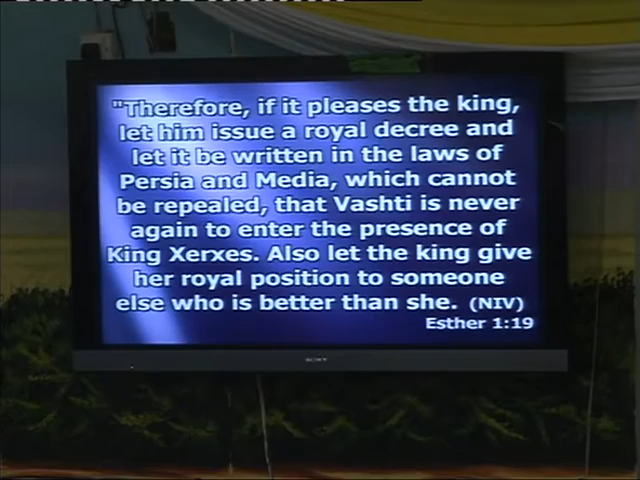 "Therefore, if it pleases the king,
let him issue a royal decree and
let it be written in the laws of
Persia and Media, which cannot
be repealed, that Vashti is never
again to enter the presence of
King Xerxes. Also let the king give
her royal position to someone
else who is better than she. (NIV)
Esther 1:19
SONY